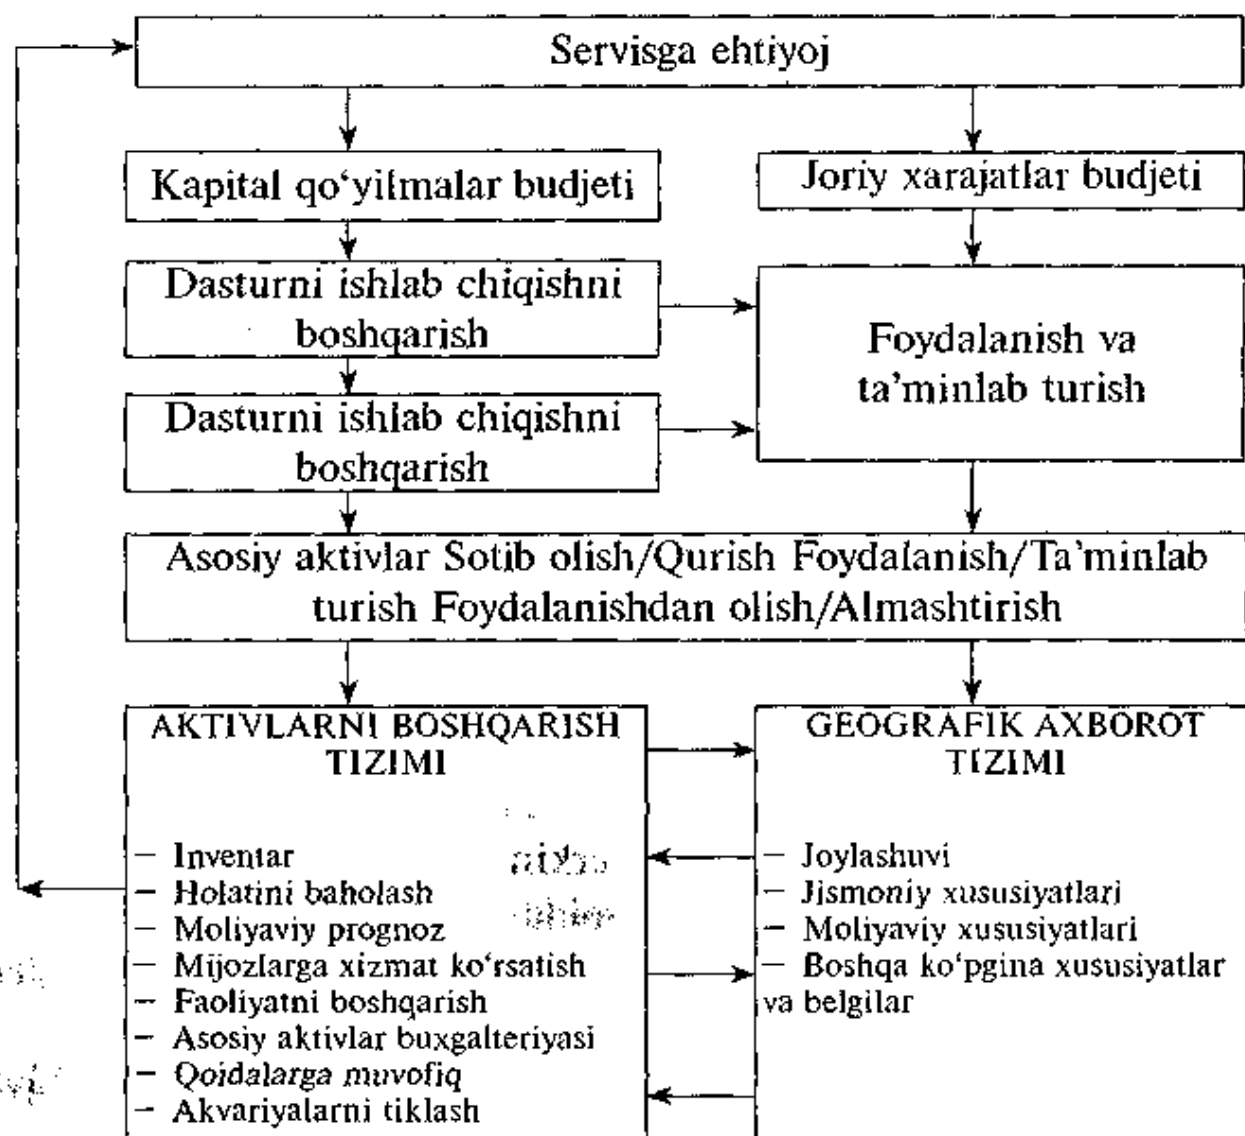 Servisga ehtiyoj
Kapital qo‘yilmalar budjeti
Joriy xarajatlar budjeti
Dasturni ishlab chiqishni
boshqarish
Foydalanish va
ta’minlab turish
Dasturni ishlab chiqishni
boshqarish
Asosiy aktivlar Sotib olish/Qurish Foydalanish/Ta’minlab
turish Foydalanishdan olish/Almashtirish
AKTIVLARNI BOSHQARISH
TIZIMI
– Inventar
– Holatini baholash
– Moliyaviy prognoz
– Mijozlarga xizmat ko‘rsatish
– Faoliyatni boshqarish
– Asosiy aktivlar buxgalteriyasi
– Qoidalarga muvofiq
– Akvariyalarni tiklash
GEOGRAFIK AXBOROT
TIZIMI
– Joylashuvi
– Jismoniy xususiyatlari
– Moliyaviy xususiyatlari
– Boshqa ko‘pgina xususiyatlar
va belgilar